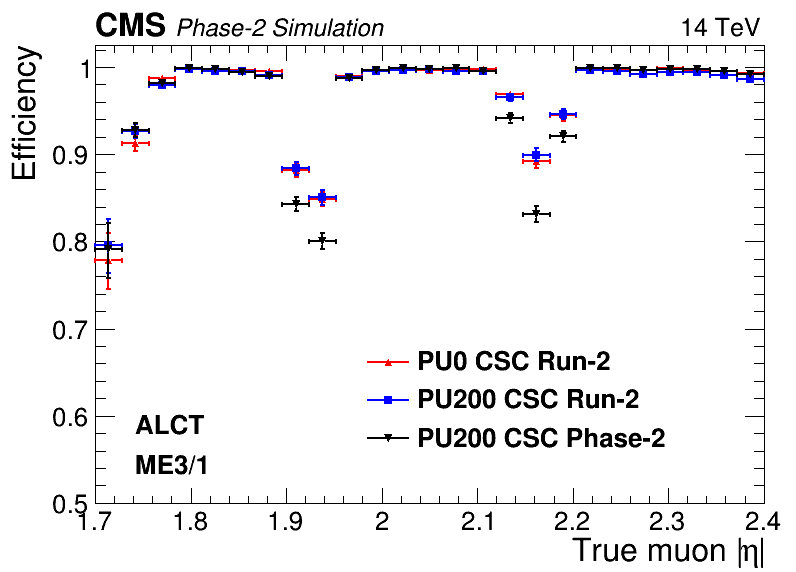 CMS Phase-2 Simulation 14 TeV
Efficiency
1
0.9
0.8
0.7
0.6
0.5
PU0 CSC Run-2
PU200 CSC Run-2
PU200 CSC Phase-2
ALCT
ME3/1
1.7 1.8 1.9 2 2.1 2.2 2.3 2.4
True muon |η|